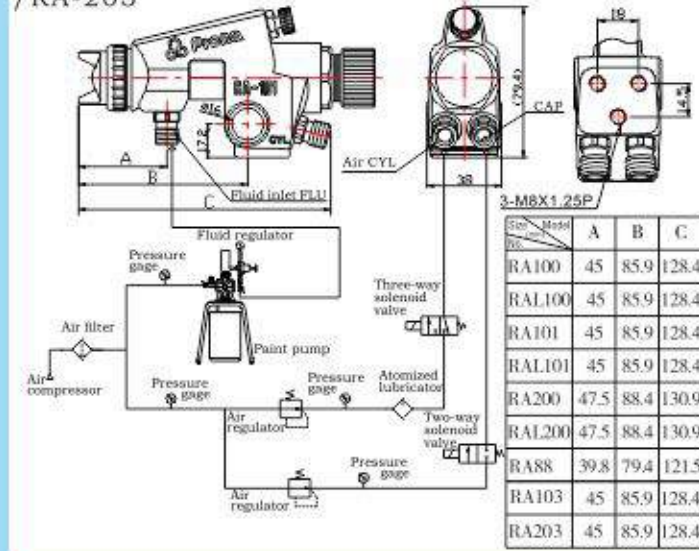 /RA-203
Prona
RA-101
Ø16
17.2
CYL
A
B
C
Fluid inlet FLU
(79.4)
CAP
Air CYL
38
18
14.5
3-M8X1.25P
Fluid regulator
Pressure
gage
Three-way
solenoid
valve
Air filter
Paint pump
Air
compressor
Pressure
gage
Pressure
gage
Atomized
lubricator
Air
regulator
Two-way
solenoid
valve
Pressure
gage
Air
regulator
Size Model A B C
No.
RA100 45 85.9 128.4
RAL100 45 85.9 128.4
RA101 45 85.9 128.4
RAL101 45 85.9 128.4
RA200 47.5 88.4 130.9
RAL200 47.5 88.4 130.9
RA88 39.8 79.4 121.5
RA103 45 85.9 128.4
RA203 45 85.9 128.4